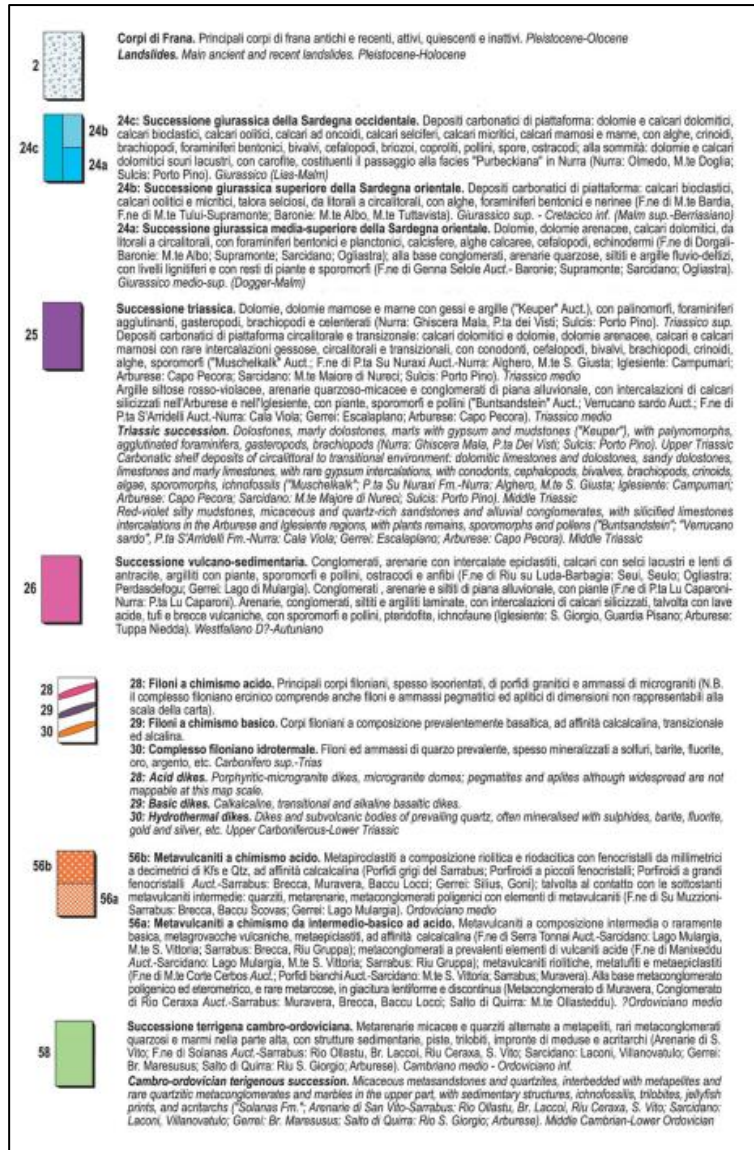 Corpi di Frana. Principali corpi di frana antichi e recenti, attivi, quiescenti e inattivi. Pleistocene-Olocene
2
Landslides. Main ancient and recent landslides. Pleistocene-Holocene
24c: Successione giurassica della Sardegna occidentale. Depositi carbonatici di piattaforma: dolomie e calcari dolomitici,
24b
calcari bioclastici, calcari oolitici, calcari ad oncoidi, calcari selciferi, calcari micritici, calcari marnosi e marne, con alghe, crinoidi,
24c
brachiopodi, foraminiferi bentonici, bivalvi, cefalopodi, briozoi, coproliti, pollini, spore, ostracodi; alla sommità: dolomie e calcari
24a
dolomitici scuri lacustri, con carofite, costituenti il passaggio alla facies "Purbeckiana" in Nurra (Nurra: Olmedo, M.te Doglia;
Sulcis: Porto Pino). Giurassico (Lias-Malm)
24b: Successione giurassica superiore della Sardegna orientale. Depositi carbonatici di piattaforma: calcari bioclastici,
calcari oolitici e micritici, talora selciosi, da litorali a circalitorali, con alghe, foraminiferi bentonici e nerinee (F.ne di M.te Bardia,
F.ne di M.te Tului-Supramonte; Baronie: M.te Albo, M.te Tuttavista). Giurassico sup. - Cretacico inf. (Malm sup.-Berriasiano)
24a: Successione giurassica media-superiore della Sardegna orientale. Dolomie, dolomie arenacee, calcari dolomitici, da
litorali a circalitorali, con foraminiferi bentonici e planctonici, calcisfere, alghe calcaree, cefalopodi, echinodermi (F.ne di Dorgali-
Baronie: M.te Albo; Supramonte; Sarcidano; Ogliastra); alla base conglomerati, arenarie quarzose, siltiti e argille fluvio-deltizi,
con livelli lignitiferi e con resti di piante e sporomorfi (F.ne di Genna Selole Auct.- Baronie; Supramonte; Sarcidano; Ogliastra).
Giurassico medio-sup. (Dogger-Malm)
Successione triassica. Dolomie, dolomie marnose e marne con gessi e argille ("Keuper" Auct.), con palinomorfi, foraminiferi
25
agglutinanti, gasteropodi, brachiopodi e celenterati (Nurra: Ghiscera Mala, P.ta dei Visti; Sulcis: Porto Pino). Triassico sup.
Depositi carbonatici di piattaforma circalitorale e transizonale: calcari dolomitici e dolomie, dolomie arenacee, calcari e calcari
marnosi con rare intercalazioni gessose, circalitorali e transizionali, con conodonti, cefalopodi, bivalvi, brachiopodi, crinoidi,
alghe, sporomorfi ("Muschelkalk" Auct.; F.ne di P.ta Su Nuraxi Auct.-Nurra: Alghero, M.te S. Giusta; Iglesiente: Campumari;
Arburese: Capo Pecora; Sarcidano: M.te Maiore di Nureci; Sulcis: Porto Pino). Triassico medio
Argille siltose rosso-violacee, arenarie quarzoso-micacee e conglomerati di piana alluvionale, con intercalazioni di calcari
silicizzati nell'Arburese e nell'Iglesiente, con piante, sporomorfi e pollini ("Buntsandstein" Auct.; Verrucano sardo Auct.; F.ne di
P.ta S'Arridelli Auct.-Nurra: Cala Viola; Gerrei: Escalaplano; Arburese: Capo Pecora). Triassico medio
Triassic succession. Dolostones, marly dolostones, marls with gypsum and mudstones ("Keuper"), with palynomorphs,
agglutinated foraminifers, gasteropods, brachiopods (Nurra: Ghiscera Mala, P.ta Dei Visti; Sulcis: Porto Pino). Upper Triassic
Carbonatic shelf deposits of circalittoral to transitional environment: dolomitic limestones and dolostones, sandy dolostones,
limestones and marly limestones, with rare gypsum intercalations, with conodonts, cephalopods, bivalves, brachiopods, crinoids,
algae, sporomorphs, ichnofossils ("Muschelkalk"; P.ta Su Nuraxi Fm.-Nurra: Alghero, M.te S. Giusta; Iglesiente: Campumari;
Arburese: Capo Pecora; Sarcidano: M.te Majore di Nureci; Sulcis: Porto Pino). Middle Triassic
Red-violet silty mudstones, micaceous and quartz-rich sandstones and alluvial conglomerates, with silicified limestones
intercalations in the Arburese and Iglesiente regions, with plants remains, sporomorphs and pollens ("Buntsandstein"; "Verrucano
sardo", P.ta S'Arridelli Fm.-Nurra: Cala Viola; Gerrei: Escalaplano; Arburese: Capo Pecora). Middle Triassic
Successione vulcano-sedimentaria. Conglomerati, arenarie con intercalate epiclastiti, calcari con selci lacustri e lenti di
26
antracite, argilliti con piante, sporomorfi e pollini, ostracodi e anfibi (F.ne di Riu su Luda-Barbagia: Seui, Seulo; Ogliastra:
Perdasdefogu; Gerrei: Lago di Mulargia). Conglomerati , arenarie e siltiti di piana alluvionale, con piante (F.ne di P.ta Lu Caparoni-
Nurra: P.ta Lu Caparoni). Arenarie, conglomerati, siltiti e argilliti laminate, con intercalazioni di calcari silicizzati, talvolta con lave
acide, tufi e brecce vulcaniche, con sporomorfi e pollini, pteridofite, ichnofaune (Iglesiente: S. Giorgio, Guardia Pisano; Arburese:
Tuppa Niedda). Westfaliano D?-Autuniano
28
28: Filoni a chimismo acido. Principali corpi filoniani, spesso isoorientati, di porfidi granitici e ammassi di micrograniti (N.B.
29
il complesso filoniano ercinico comprende anche filoni e ammassi pegmatitici ed aplitici di dimensioni non rappresentabili alla
scala della carta).
30
29: Filoni a chimismo basico. Corpi filoniani a composizione prevalentemente basaltica, ad affinità calcalcalina, transizionale
ed alcalina.
30: Complesso filoniano idrotermale. Filoni ed ammassi di quarzo prevalente, spesso mineralizzati a solfuri, barite, fluorite,
oro, argento, etc. Carbonifero sup.-Trias
28: Acid dikes. Porphyritic-microgranite dikes, microgranite domes; pegmatites and aplites although widespread are not
mappable at this map scale.
29: Basic dikes. Calkalcaline, transitional and alkaline basaltic dikes.
30: Hydrothermal dikes. Dikes and subvolcanic bodies of prevailing quartz, often mineralised with sulphides, barite, fluorite,
gold and silver, etc. Upper Carboniferous-Lower Triassic
56b
56b: Metavulcaniti a chimismo acido. Metapiroclastiti a composizione riolitica e riodacitica con fenocristalli da millimetrici
a decimetrici di Kfs e Qtz, ad affinità calcalcalina (Porfidi grigi del Sarrabus; Porfiroidi a piccoli fenocristalli; Porfiroidi a grandi
fenocristalli Auct.-Sarrabus: Brecca, Muravera, Baccu Locci; Gerrei: Silius, Goni); talvolta al contatto con le sottostanti
56a
metavulcaniti intermedie: quarziti, metarenarie, metaconglomerati poligenici con elementi di metavulcaniti (F.ne di Su Muzzioni-
Sarrabus: Brecca, Baccu Scovas; Gerrei: Lago Mulargia). Ordoviciano medio
56a: Metavulcaniti a chimismo da intermedio-basico ad acido. Metavulcaniti a composizione intermedia o raramente
basica, metagrovacche vulcaniche, metaepiclastiti, ad affinità calcalcalina (F.ne di Serra Tonnai Auct.-Sarcidano: Lago Mulargia,
M.te S. Vittoria; Sarrabus: Brecca, Riu Gruppa); metaconglomerati a prevalenti elementi di vulcaniti acide (F.ne di Manixeddu
Auct.-Sarcidano: Lago Mulargia, M.te S. Vittoria; Sarrabus: Riu Gruppa); metavulcaniti riolitiche, metatufiti e metaepiclastiti
(F.ne di M.te Corte Cerbos Auct.; Porfidi bianchi Auct.-Sarcidano: M.te S. Vittoria; Sarrabus; Muravera). Alla base metaconglomerato
poligenico ed eterometrico, e rare metarcose, in giacitura lentiforme e discontinua (Metaconglomerato di Muravera, Conglomerato
di Rio Ceraxa Auct.-Sarrabus: Muravera, Brecca, Baccu Locci; Salto di Quirra: M.te Ollasteddu). ?Ordoviciano medio
Successione terrigena cambro-ordoviciana. Metarenarie micacee e quarziti alternate a metapeliti, rari metaconglomerati
58
quarzosi e marmi nella parte alta, con strutture sedimentarie, piste, trilobiti, impronte di meduse e acritarchi (Arenarie di S.
Vito; F.ne di Solanas Auct.-Sarrabus: Rio Ollastu, Br. Laccoi, Riu Ceraxa, S. Vito; Sarcidano: Laconi, Villanovatulo; Gerrei:
Br. Maresusus; Salto di Quirra: Riu S. Giorgio; Arburese). Cambriano medio - Ordoviciano inf.
Cambro-ordovician terigenous succession. Micaceous metasandstones and quartzites, interbedded with metapelites and
rare quartzitic metaconglomerates and marbles in the upper part, with sedimentary structures, ichnofossilis, trilobites, jellyfish
prints, and acritarchs ("Solanas Fm."; Arenarie di San Vito-Sarrabus: Rio Ollastu, Br. Laccoi, Riu Ceraxa, S. Vito; Sarcidano:
Laconi, Villanovatulo; Gerrei: Br. Maresusus; Salto di Quirra: Rio S. Giorgio; Arburese). Middle Cambrian-Lower Ordovician